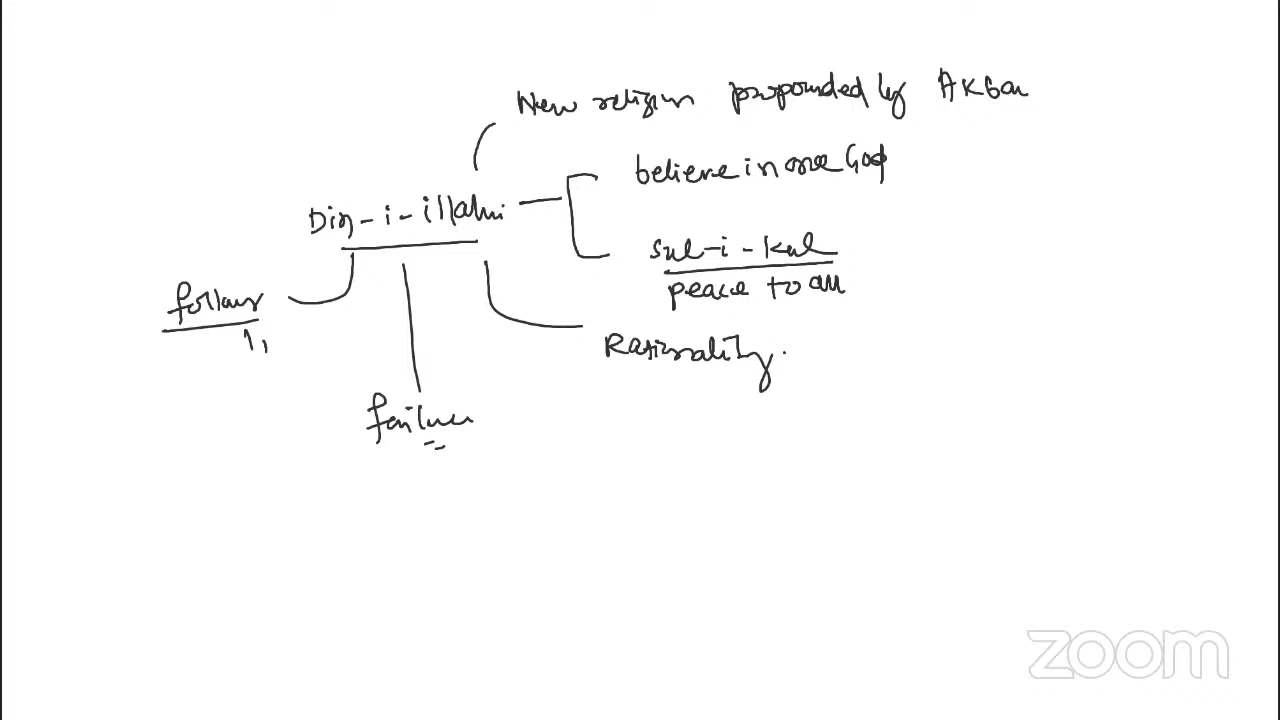 New religion propounded by Akbar
believe in one God
Din-i-illahi
sul-i-kul
peace to all
follows
Rationality.
failure
zoom